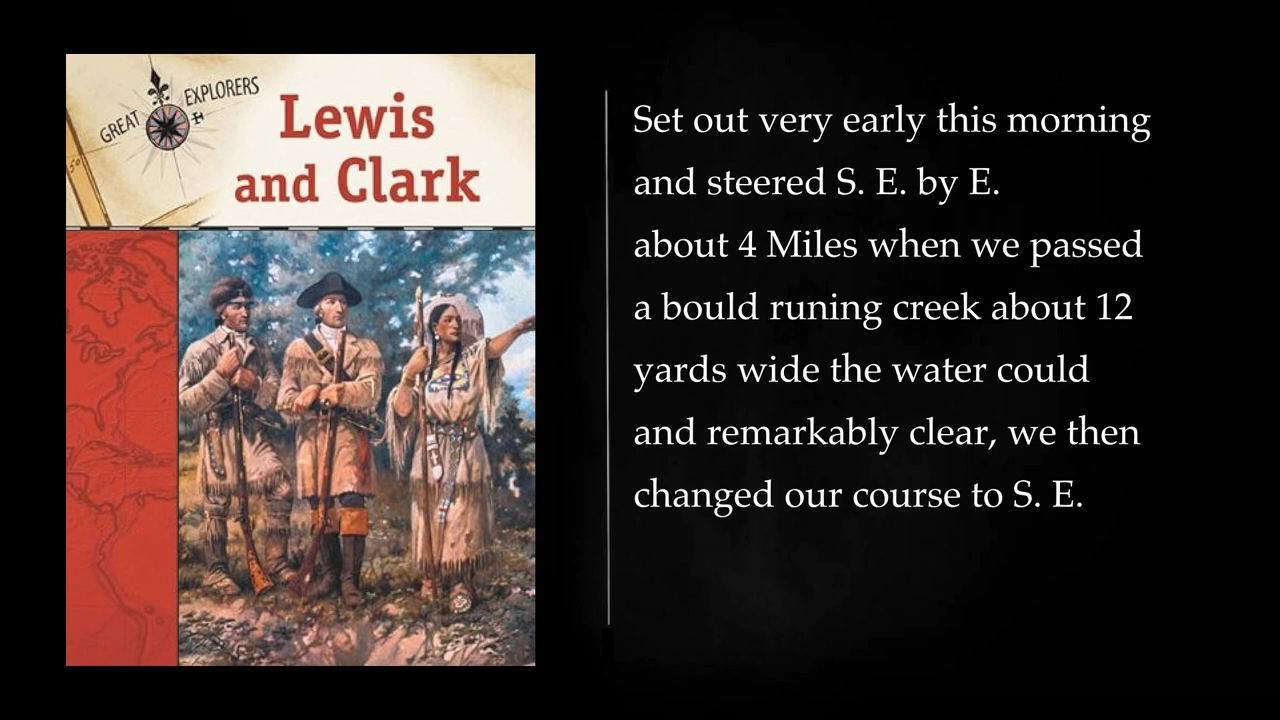 GREAT EXPLORERS
Lewis
and Clark
50
Set out very early this morning
and steered S. E. by E.
about 4 Miles when we passed
a bould runing creek about 12
yards wide the water could
and remarkably clear, we then
changed our course to S. E.